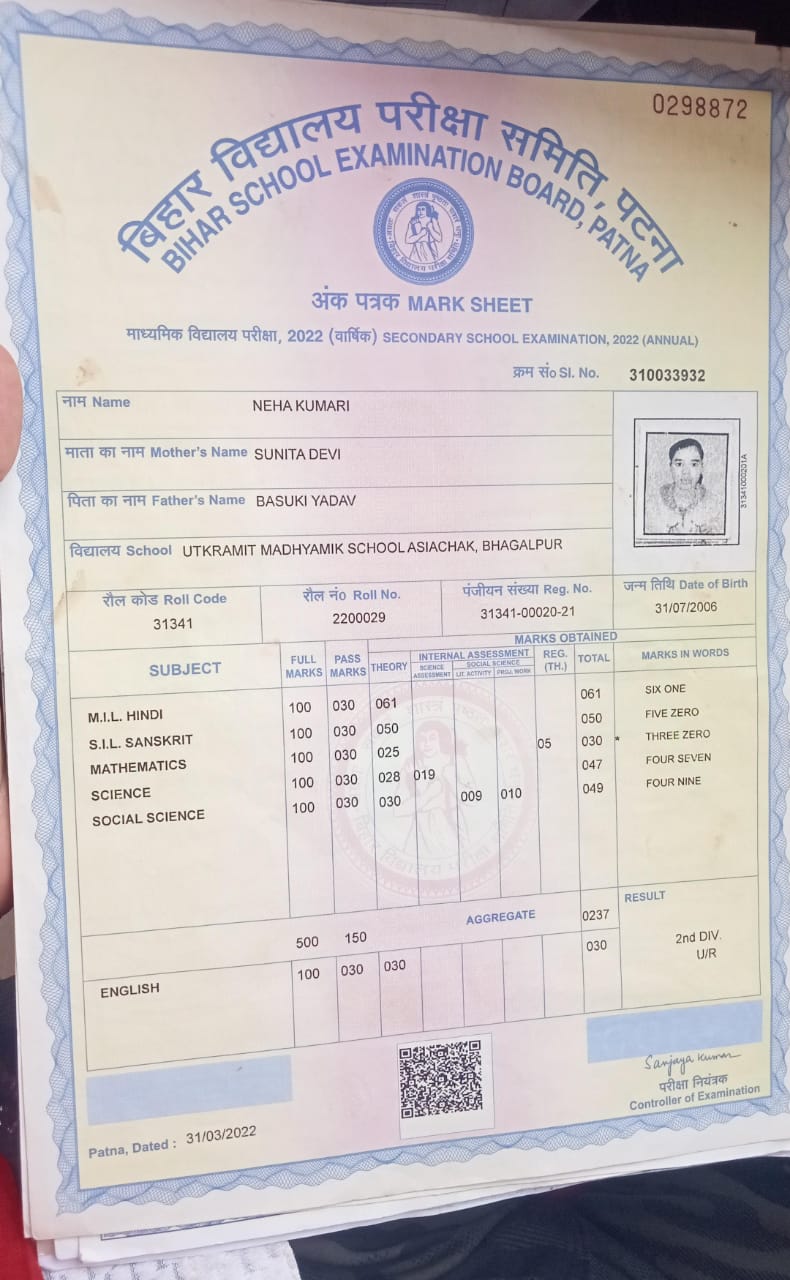 0298872
बिहार विद्यालय परीक्षा समिति, पटना
BIHAR SCHOOL EXAMINATION BOARD, PATNA
अंक पत्रक MARK SHEET
माध्यमिक विद्यालय परीक्षा, 2022 (वार्षिक) SECONDARY SCHOOL EXAMINATION, 2022 (ANNUAL)
क्रम सं० Sl. No. 310033932
नाम Name NEHA KUMARI
माता का नाम Mother's Name SUNITA DEVI
पिता का नाम Father's Name BASUKI YADAV
विद्यालय School UTKRAMIT MADHYAMIK SCHOOL ASIACHAK, BHAGALPUR
31341000201A
रौल कोड Roll Code रौल नं० Roll No. पंजीयन संख्या Reg. No. जन्म तिथि Date of Birth
31341 2200029 31341-00020-21 31/07/2006
MARKS OBTAINED
SUBJECT FULL MARKS PASS MARKS THEORY INTERNAL ASSESSMENT REG. (TH.) TOTAL MARKS IN WORDS
SCIENCE ASSESSMENT SOCIAL SCIENCE LIT. ACTIVITY PROJ. WORK
M.I.L. HINDI 100 030 061 061 SIX ONE
S.I.L. SANSKRIT 100 030 050 050 FIVE ZERO
MATHEMATICS 100 030 025 05 030 * THREE ZERO
SCIENCE 100 030 028 019 047 FOUR SEVEN
SOCIAL SCIENCE 100 030 030 009 010 049 FOUR NINE
500 150 AGGREGATE 0237 RESULT
2nd DIV.
U/R
ENGLISH 100 030 030 030
Sanjaya Kumar
परीक्षा नियंत्रक
Controller of Examination
Patna, Dated : 31/03/2022